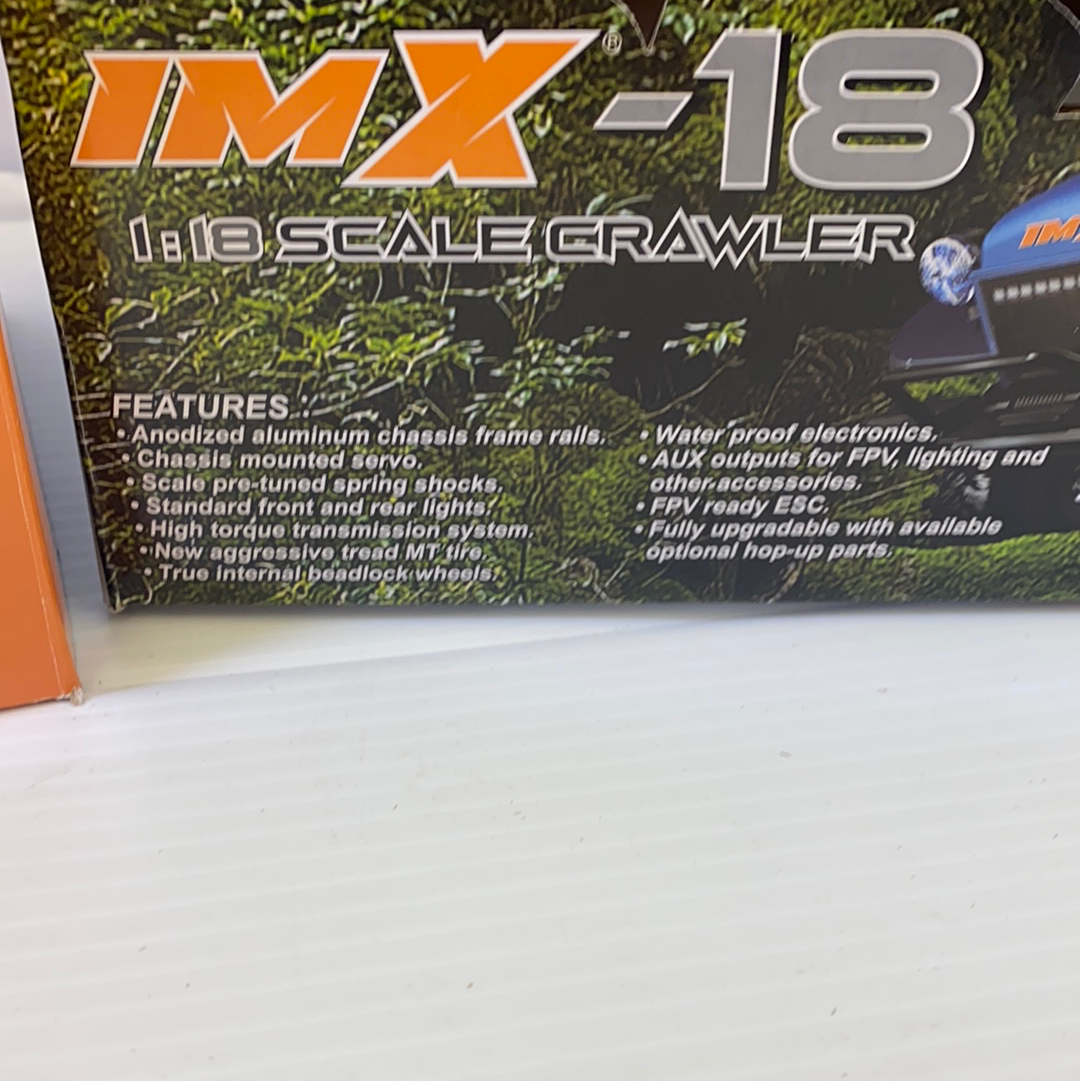 IMX®-18
1:18 SCALE CRAWLER
IMX
FEATURES :
• Anodized aluminum chassis frame rails.
• Chassis mounted servo.
• Scale pre-tuned spring shocks.
• Standard front and rear lights.
• High torque transmission system.
• New aggressive tread MT tire.
• True internal beadlock wheels.
• Water proof electronics.
• AUX outputs for FPV, lighting and
other accessories.
• FPV ready ESC.
• Fully upgradable with available
optional hop-up parts.